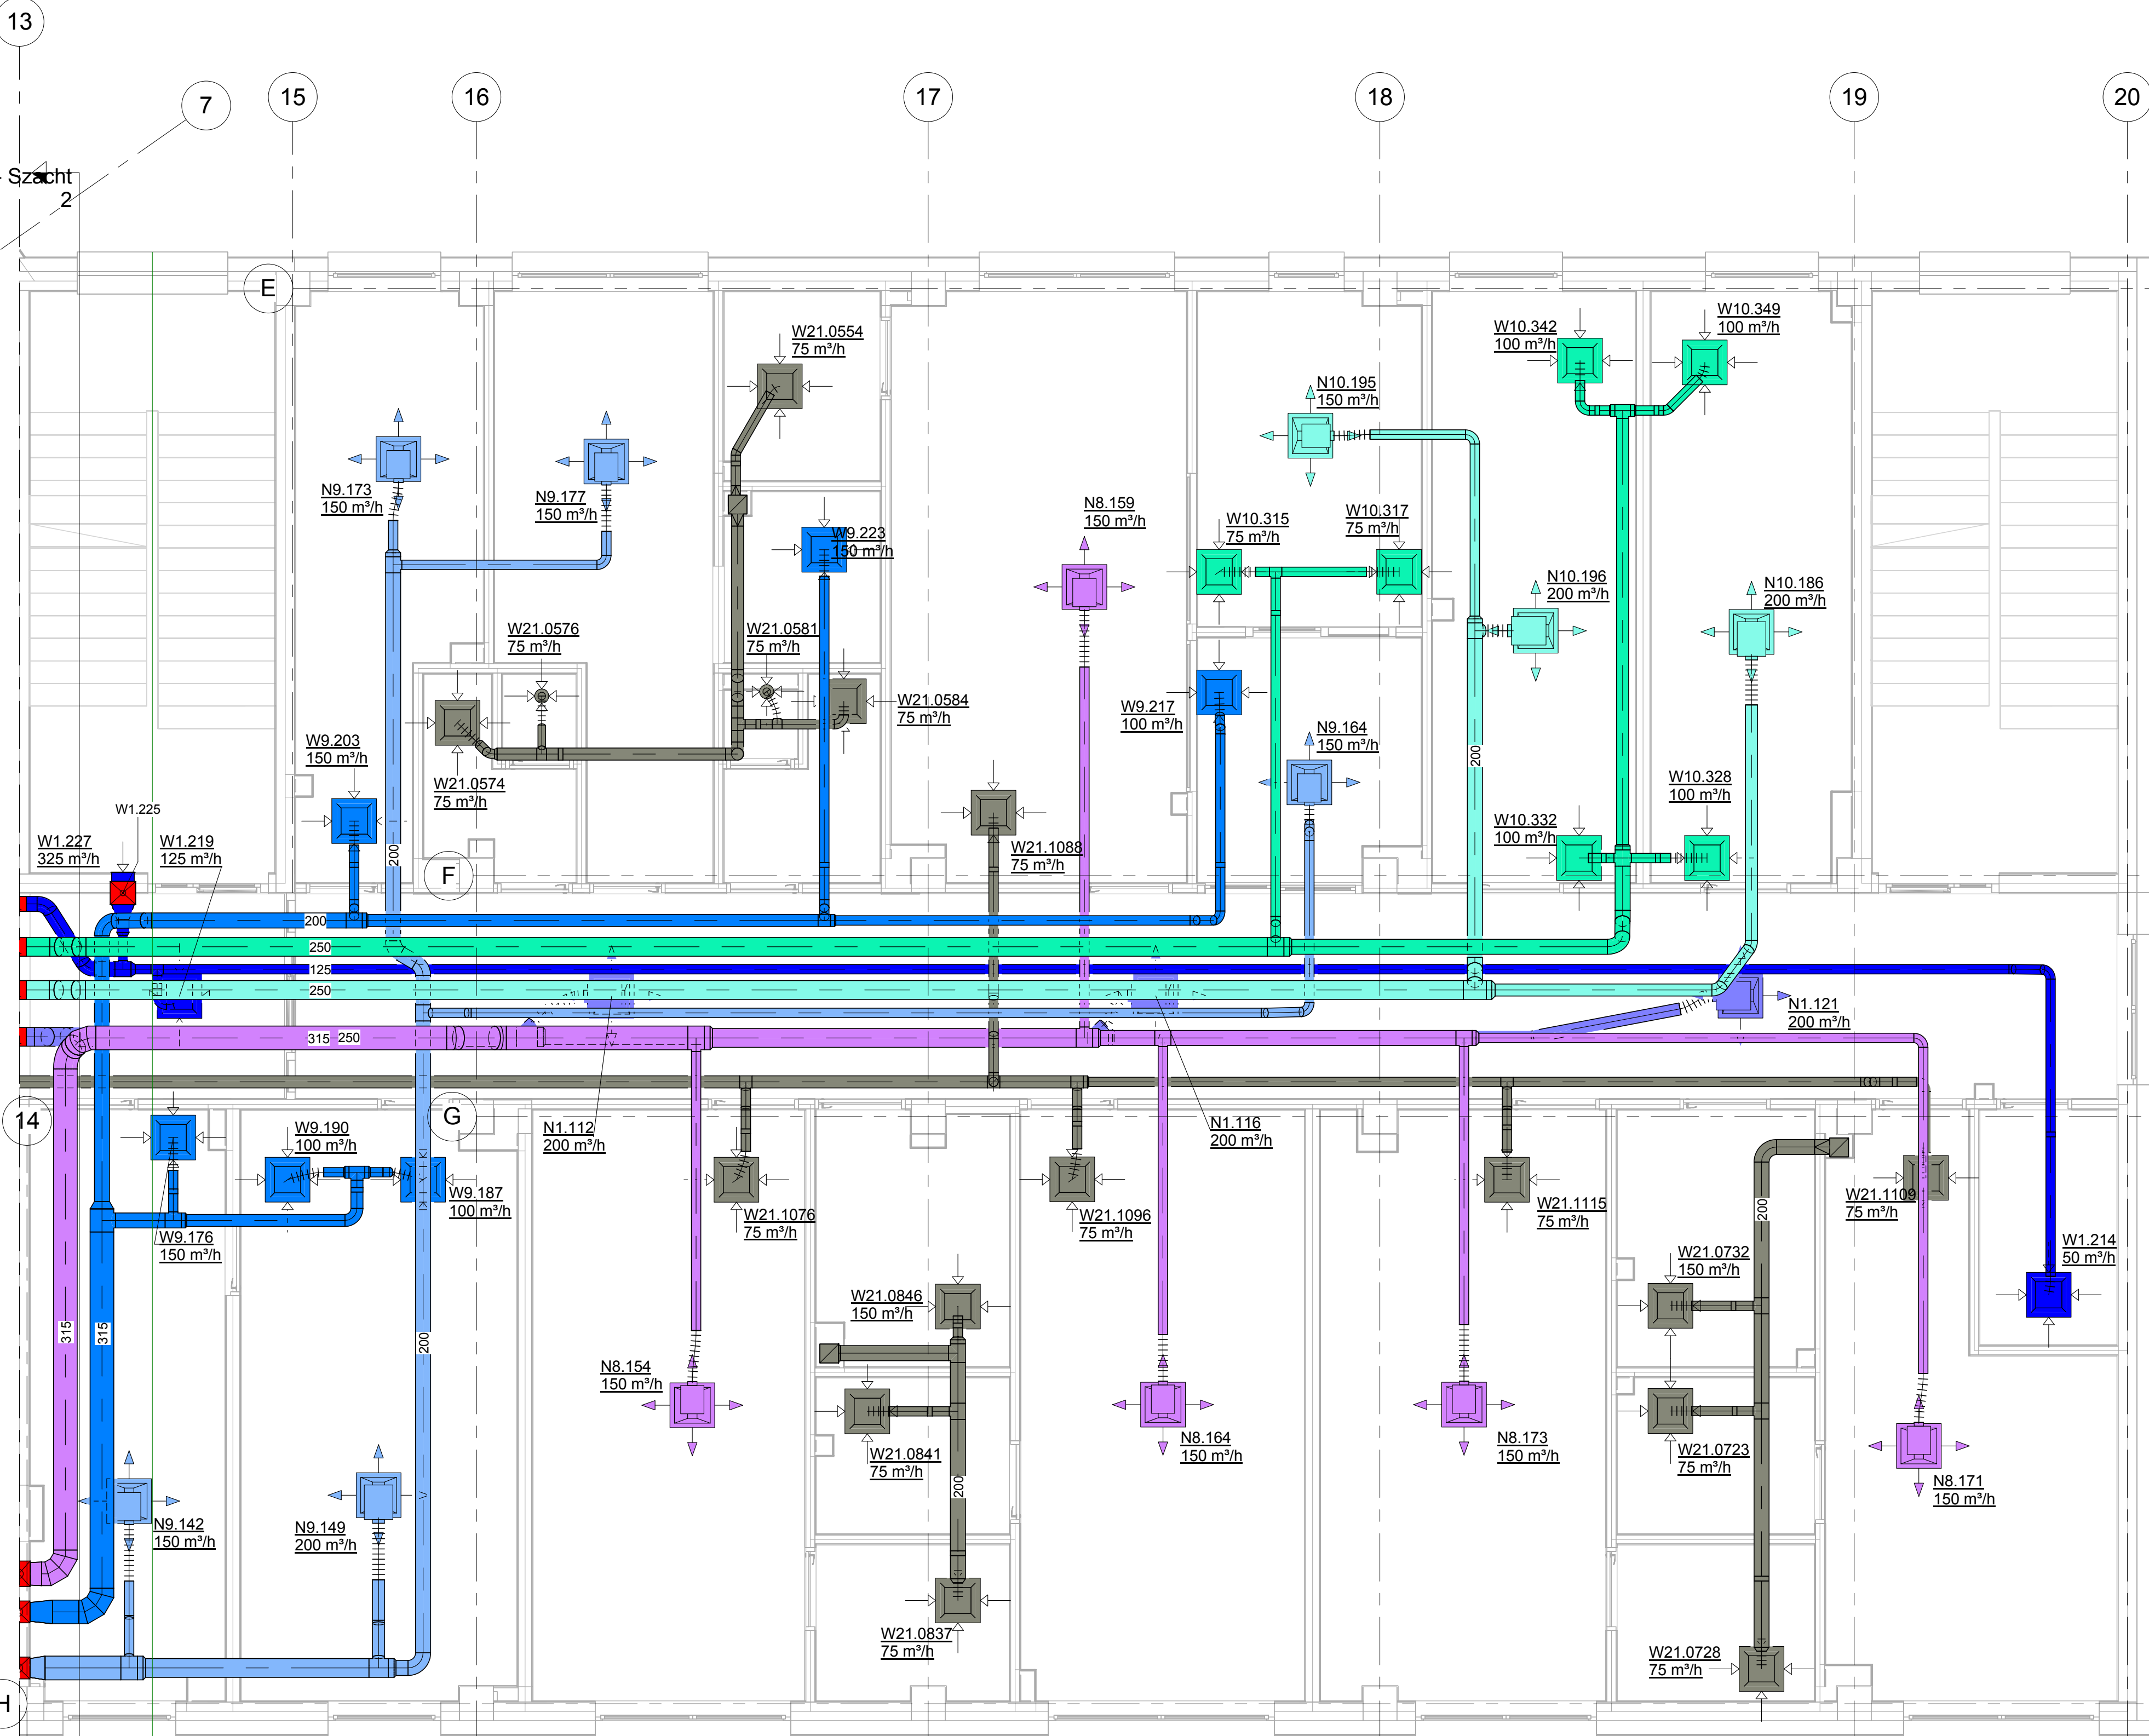 13
7
15
16
17
18
19
20
- Szacht
2
E
W21.0554
75 m³/h
W10.342
100 m³/h
W10.349
100 m³/h
N10.195
150 m³/h
N9.173
150 m³/h
N9.177
150 m³/h
N8.159
150 m³/h
W10.315
75 m³/h
W10.317
75 m³/h
W9.223
150 m³/h
N10.196
200 m³/h
N10.186
200 m³/h
W21.0576
75 m³/h
W21.0581
75 m³/h
W21.0584
75 m³/h
W9.217
100 m³/h
N9.164
150 m³/h
W9.203
150 m³/h
W21.0574
75 m³/h
200
W10.328
100 m³/h
W1.225
W1.227
325 m³/h
W1.219
125 m³/h
200
W21.1088
75 m³/h
W10.332
100 m³/h
F
200
250
125
250
N1.121
200 m³/h
315
250
14
G
W9.190
100 m³/h
N1.112
200 m³/h
N1.116
200 m³/h
W9.187
100 m³/h
W21.1076
75 m³/h
W21.1096
75 m³/h
W21.1115
75 m³/h
200
W21.1109
75 m³/h
W9.176
150 m³/h
W1.214
50 m³/h
W21.0732
150 m³/h
W21.0846
150 m³/h
315
315
200
N8.154
150 m³/h
W21.0841
75 m³/h
N8.164
150 m³/h
N8.173
150 m³/h
W21.0723
75 m³/h
200
N8.171
150 m³/h
N9.142
150 m³/h
N9.149
200 m³/h
W21.0837
75 m³/h
W21.0728
75 m³/h
H